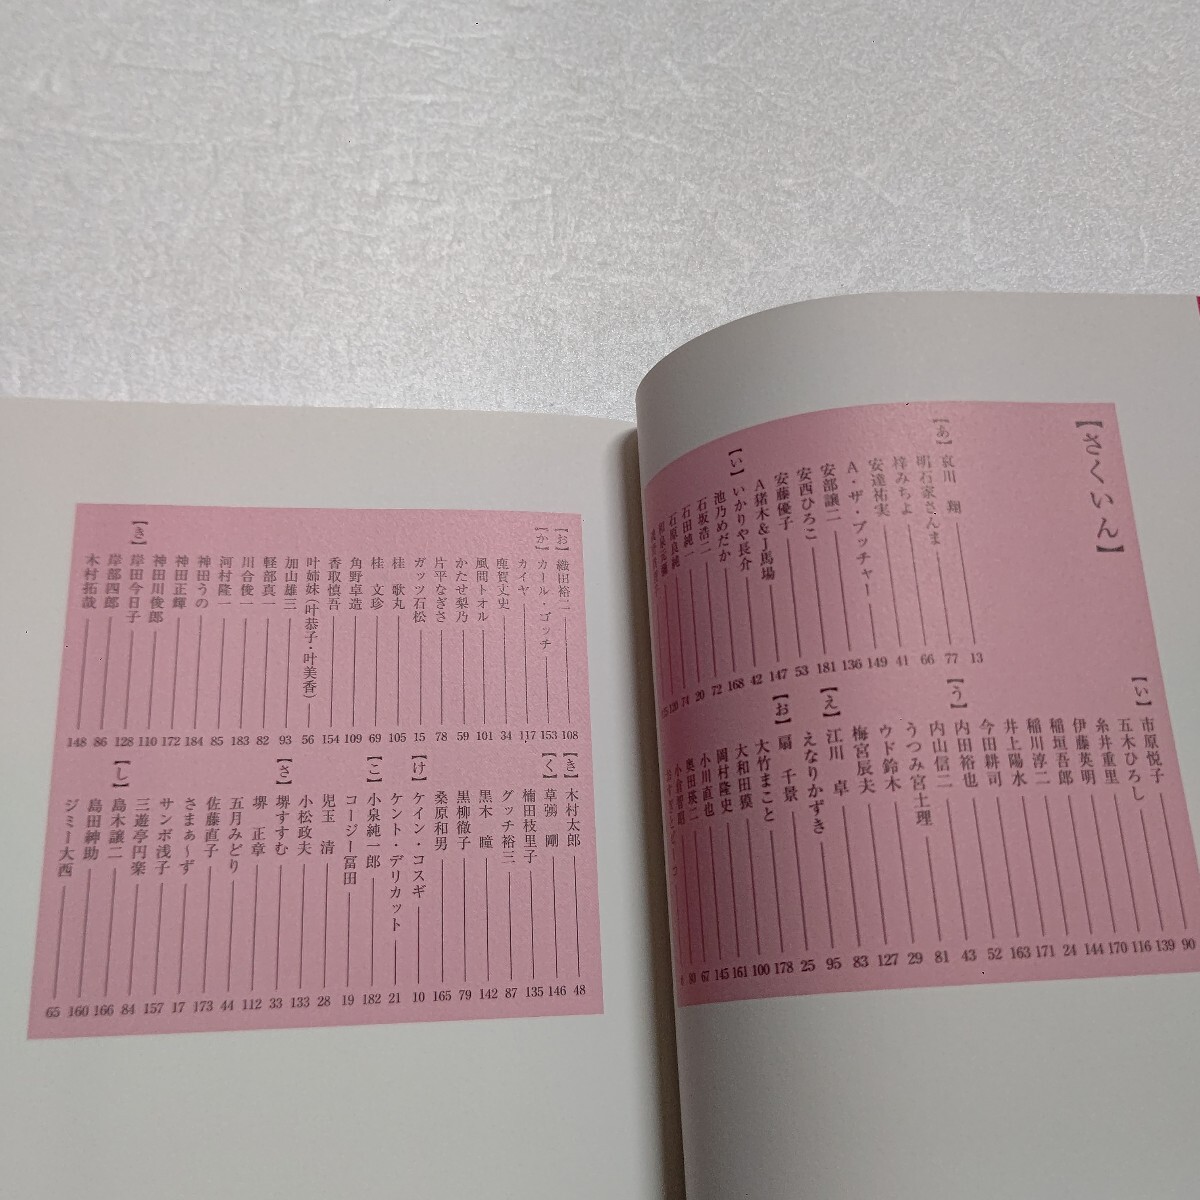 【さくいん】
【あ】哀川 翔 13
明石家さんま 77
梓みちよ 66
安達祐実 41
A・ザ・ブッチャー 149
安部譲二 136
安西ひろこ 181
安藤優子 53
A猪木&J馬場 147
【い】いかりや長介 42
池乃めだか 168
石坂浩二 72
石田純一 20
石原良純 74
和泉元彌 120
【い】市原悦子 90
五木ひろし 139
糸井重里 116
伊藤英明 170
稲垣吾郎 144
稲川淳二 24
井上陽水 171
今田耕司 163
【う】内田裕也 52
内山信二 43
うつみ宮土理 81
ウド鈴木 29
梅宮辰夫 127
【え】江川 卓 83
えなりかずき 95
【お】扇 千景 25
大竹まこと 178
大和田獏 100
岡村隆史 161
小川直也 145
奥田瑛二 67
小倉智昭 80
【お】織田裕二 108
【か】カール・ゴッチ 153
カイヤ 117
鹿賀丈史 34
風間トオル 101
かたせ梨乃 59
片平なぎさ 78
ガッツ石松 15
桂 歌丸 105
桂 文珍 69
角野卓造 109
香取慎吾 154
叶姉妹(叶恭子・叶美香) 56
加山雄三 93
軽部真一 82
川合俊一 183
河村隆一 85
神田うの 184
神田正輝 172
神田川俊郎 110
【き】岸田今日子 128
岸部四郎 86
木村拓哉 148
【き】木村太郎 48
【く】草彅 剛 146
楠田枝里子 135
グッチ裕三 87
黒木 瞳 142
黒柳徹子 79
桑原和男 165
【け】ケイン・コスギ 10
ケント・デリカット 21
【こ】小泉純一郎 182
コージー冨田 19
児玉 清 28
小松政夫 133
【さ】堺すすむ 33
堺 正章 112
五月みどり 44
佐藤直子 173
さまぁ~ず 17
サンボ浅子 157
三遊亭円楽 84
【し】島木譲二 166
島田紳助 160
ジミー大西 65